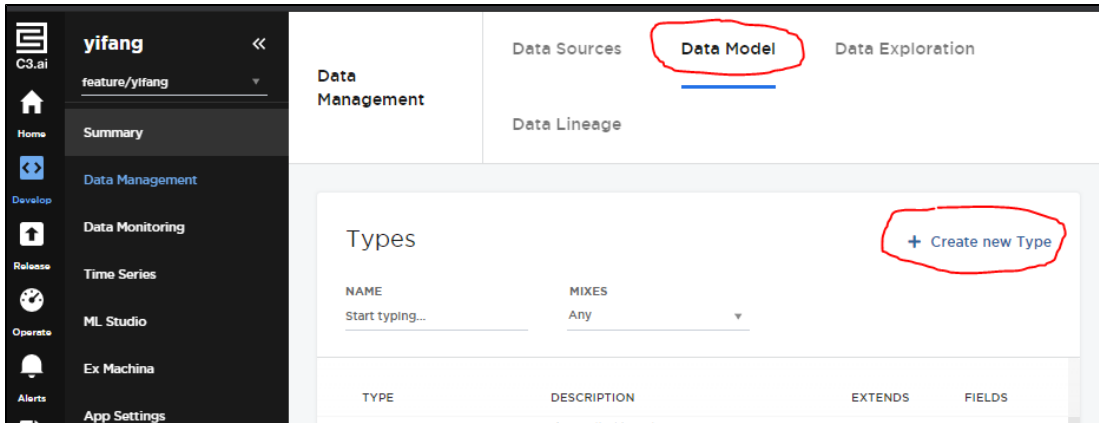 C3.ai
Home
Develop
Release
Operate
Alerts
yifang
feature/yifang
Summary
Data Management
Data Monitoring
Time Series
ML Studio
Ex Machina
App Settings
Data
Management
Data Sources
Data Model
Data Exploration
Data Lineage
Types
+ Create new Type
NAME
MIXES
Start typing...
Any
TYPE
DESCRIPTION
EXTENDS
FIELDS